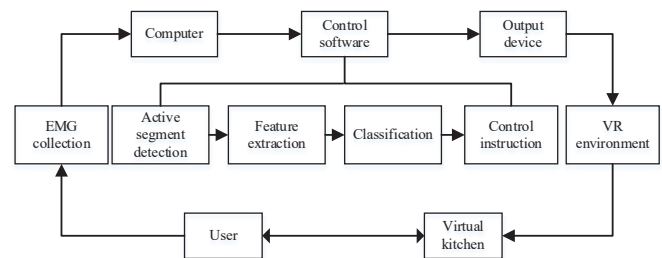 Computer
Control
software
Output
device
EMG
collection
Active
segment
detection
Feature
extraction
Classification
Control
instruction
VR
environment
User
Virtual
kitchen